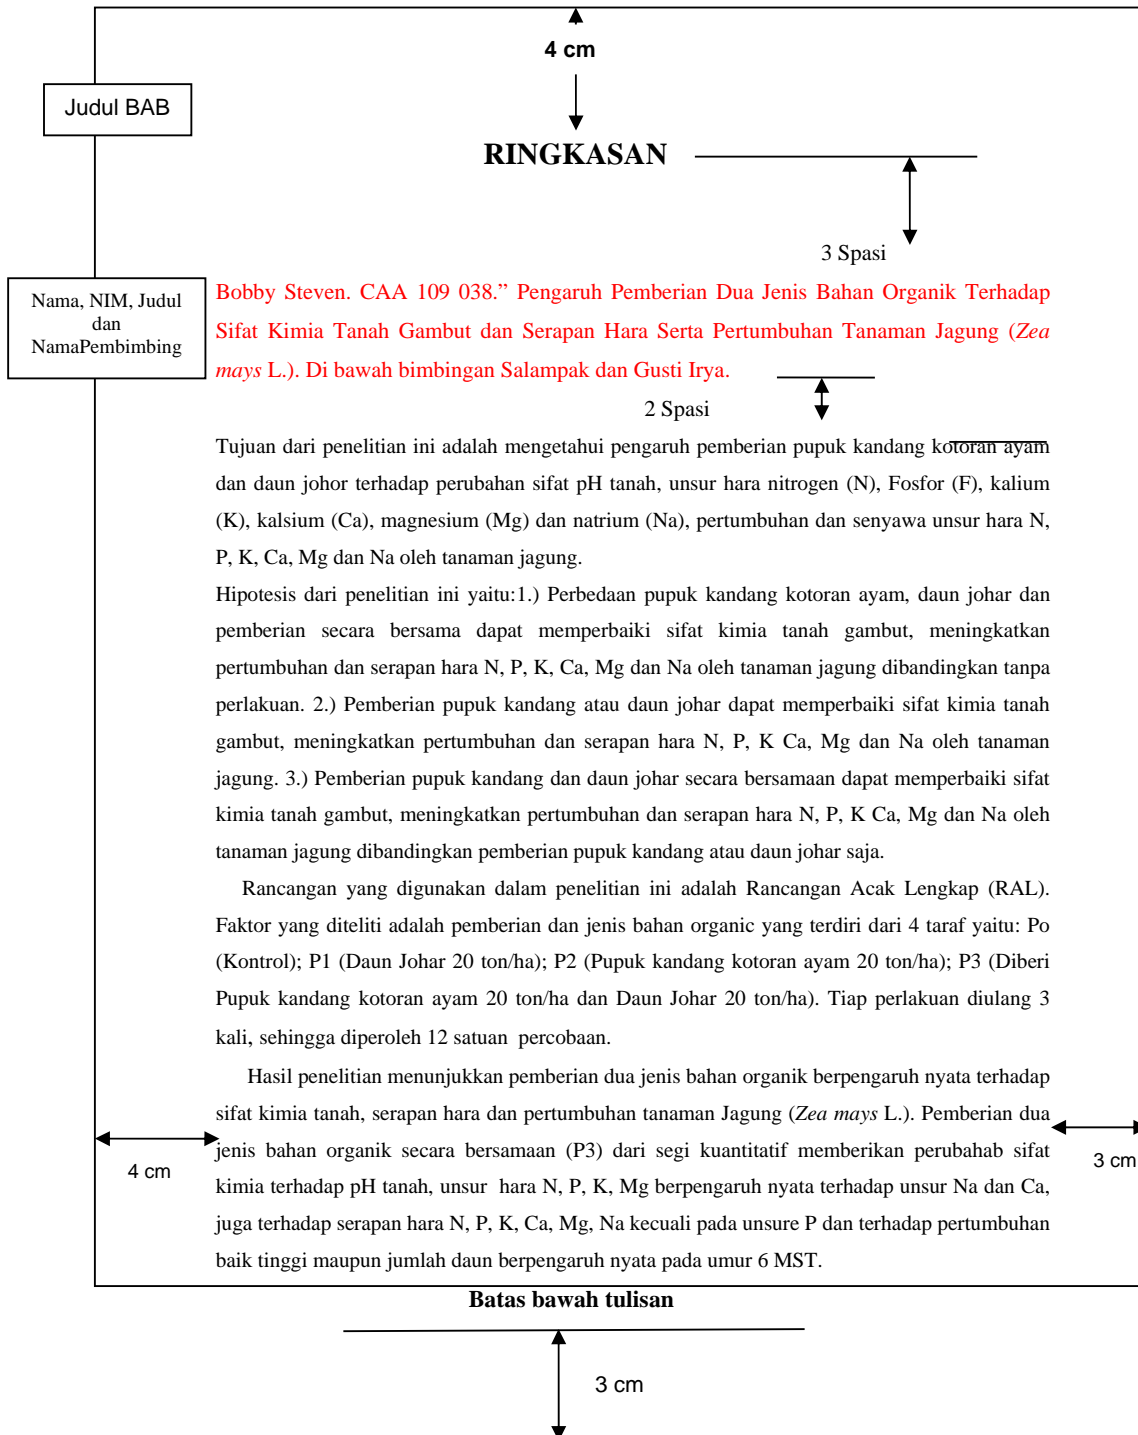 4 cm
Judul BAB
RINGKASAN
3 Spasi
Nama, NIM, Judul
dan
NamaPembimbing
Bobby Steven. CAA 109 038.” Pengaruh Pemberian Dua Jenis Bahan Organik Terhadap
Sifat Kimia Tanah Gambut dan Serapan Hara Serta Pertumbuhan Tanaman Jagung (Zea
mays L.). Di bawah bimbingan Salampak dan Gusti Irya.
2 Spasi
Tujuan dari penelitian ini adalah mengetahui pengaruh pemberian pupuk kandang kotoran ayam
dan daun johor terhadap perubahan sifat pH tanah, unsur hara nitrogen (N), Fosfor (F), kalium
(K), kalsium (Ca), magnesium (Mg) dan natrium (Na), pertumbuhan dan senyawa unsur hara N,
P, K, Ca, Mg dan Na oleh tanaman jagung.
Hipotesis dari penelitian ini yaitu:1.) Perbedaan pupuk kandang kotoran ayam, daun johar dan
pemberian secara bersama dapat memperbaiki sifat kimia tanah gambut, meningkatkan
pertumbuhan dan serapan hara N, P, K, Ca, Mg dan Na oleh tanaman jagung dibandingkan tanpa
perlakuan. 2.) Pemberian pupuk kandang atau daun johar dapat memperbaiki sifat kimia tanah
gambut, meningkatkan pertumbuhan dan serapan hara N, P, K Ca, Mg dan Na oleh tanaman
jagung. 3.) Pemberian pupuk kandang dan daun johar secara bersamaan dapat memperbaiki sifat
kimia tanah gambut, meningkatkan pertumbuhan dan serapan hara N, P, K Ca, Mg dan Na oleh
tanaman jagung dibandingkan pemberian pupuk kandang atau daun johar saja.
Rancangan yang digunakan dalam penelitian ini adalah Rancangan Acak Lengkap (RAL).
Faktor yang diteliti adalah pemberian dan jenis bahan organic yang terdiri dari 4 taraf yaitu: Po
(Kontrol); P1 (Daun Johar 20 ton/ha); P2 (Pupuk kandang kotoran ayam 20 ton/ha); P3 (Diberi
Pupuk kandang kotoran ayam 20 ton/ha dan Daun Johar 20 ton/ha). Tiap perlakuan diulang 3
kali, sehingga diperoleh 12 satuan percobaan.
Hasil penelitian menunjukkan pemberian dua jenis bahan organik berpengaruh nyata terhadap
sifat kimia tanah, serapan hara dan pertumbuhan tanaman Jagung (Zea mays L.). Pemberian dua
jenis bahan organik secara bersamaan (P3) dari segi kuantitatif memberikan perubahab sifat
kimia terhadap pH tanah, unsur hara N, P, K, Mg berpengaruh nyata terhadap unsur Na dan Ca,
juga terhadap serapan hara N, P, K, Ca, Mg, Na kecuali pada unsure P dan terhadap pertumbuhan
baik tinggi maupun jumlah daun berpengaruh nyata pada umur 6 MST.
4 cm
3 cm
Batas bawah tulisan
3 cm